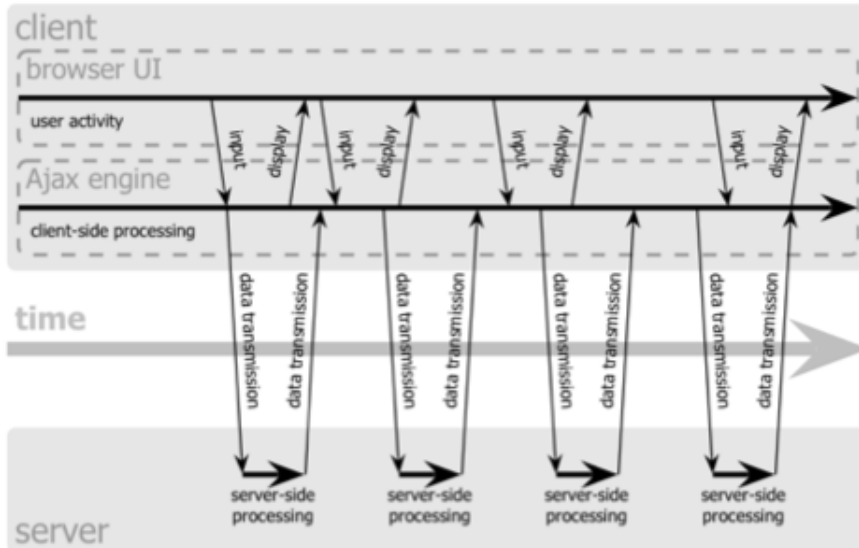 client
browser UI
user activity
input
display
input
display
input
display
input
display
Ajax engine
client-side processing
data transmission
data transmission
data transmission
data transmission
data transmission
data transmission
data transmission
data transmission
time
server-side
processing
server-side
processing
server-side
processing
server-side
processing
server